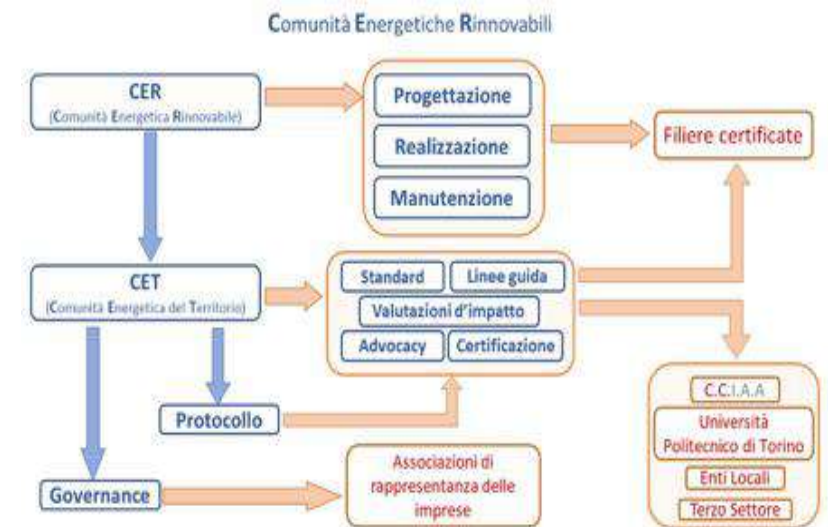 Comunità Energetiche Rinnovabili
CER
(Comunità Energetica Rinnovabile)
Progettazione
Realizzazione
Manutenzione
Filiere certificate
CET
(Comunità Energetica del Territorio)
Standard
Linee guida
Valutazioni d'impatto
Advocacy
Certificazione
Protocollo
Governance
Associazioni di
rappresentanza delle
imprese
C.C.I.A.A
Università
Politecnico di Torino
Enti Locali
Terzo Settore